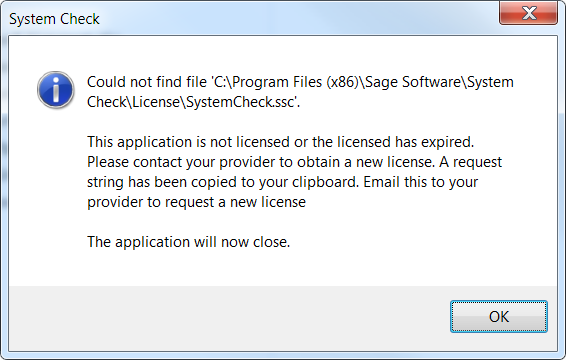 System Check
Could not find file 'C:\Program Files (x86)\Sage Software\System
Check\License\SystemCheck.ssc'.
This application is not licensed or the licensed has expired.
Please contact your provider to obtain a new license. A request
string has been copied to your clipboard. Email this to your
provider to request a new license
The application will now close.
OK